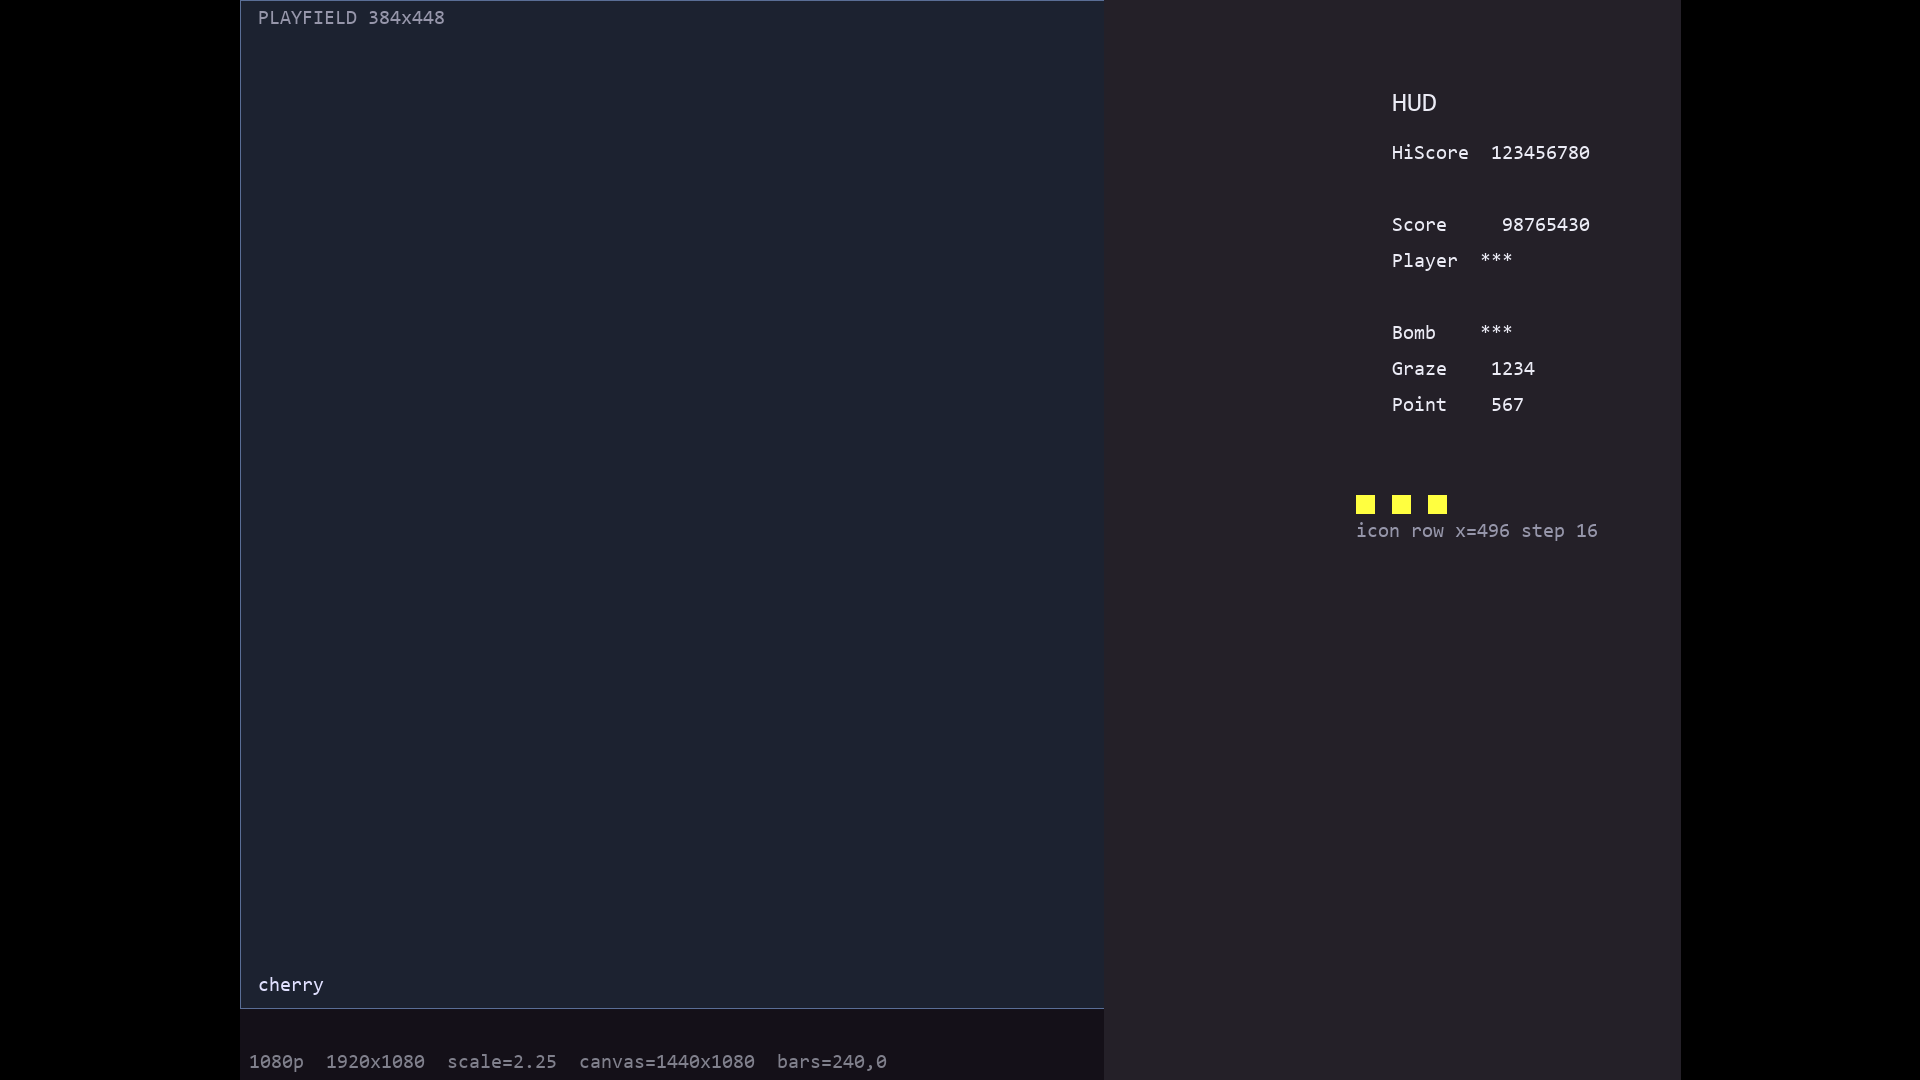 PLAYFIELD 384x448
HUD
HiScore  123456780
Score     98765430
Player  ***
Bomb    ***
Graze    1234
Point    567
icon row x=496 step 16
cherry
1080p  1920x1080  scale=2.25  canvas=1440x1080  bars=240,0